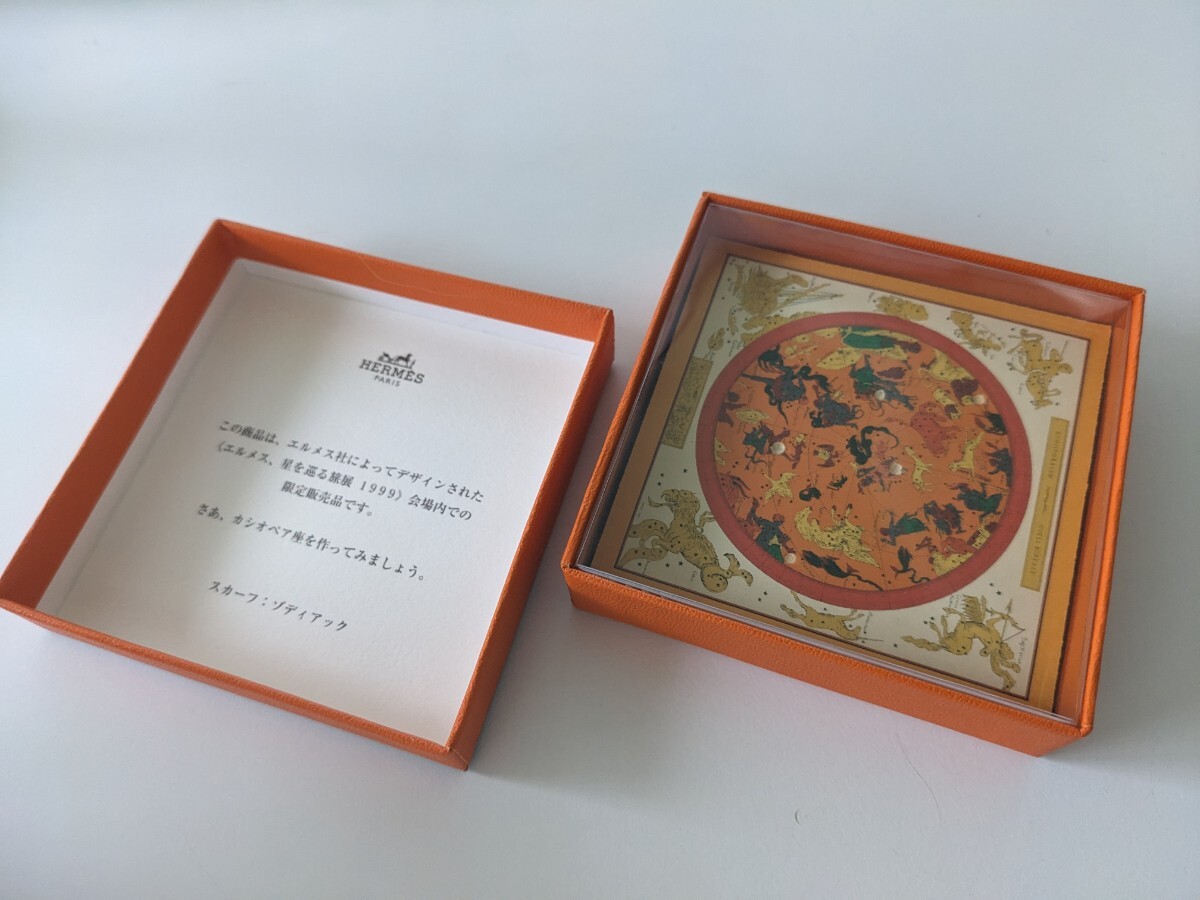 HERMÈS
PARIS
この商品は、エルメス社によってデザインされた
《エルメス、星を巡る旅展 1999》会場内での
限定販売品です。
さあ、カシオペア座を作ってみましょう。
スカーフ:ゾディアック